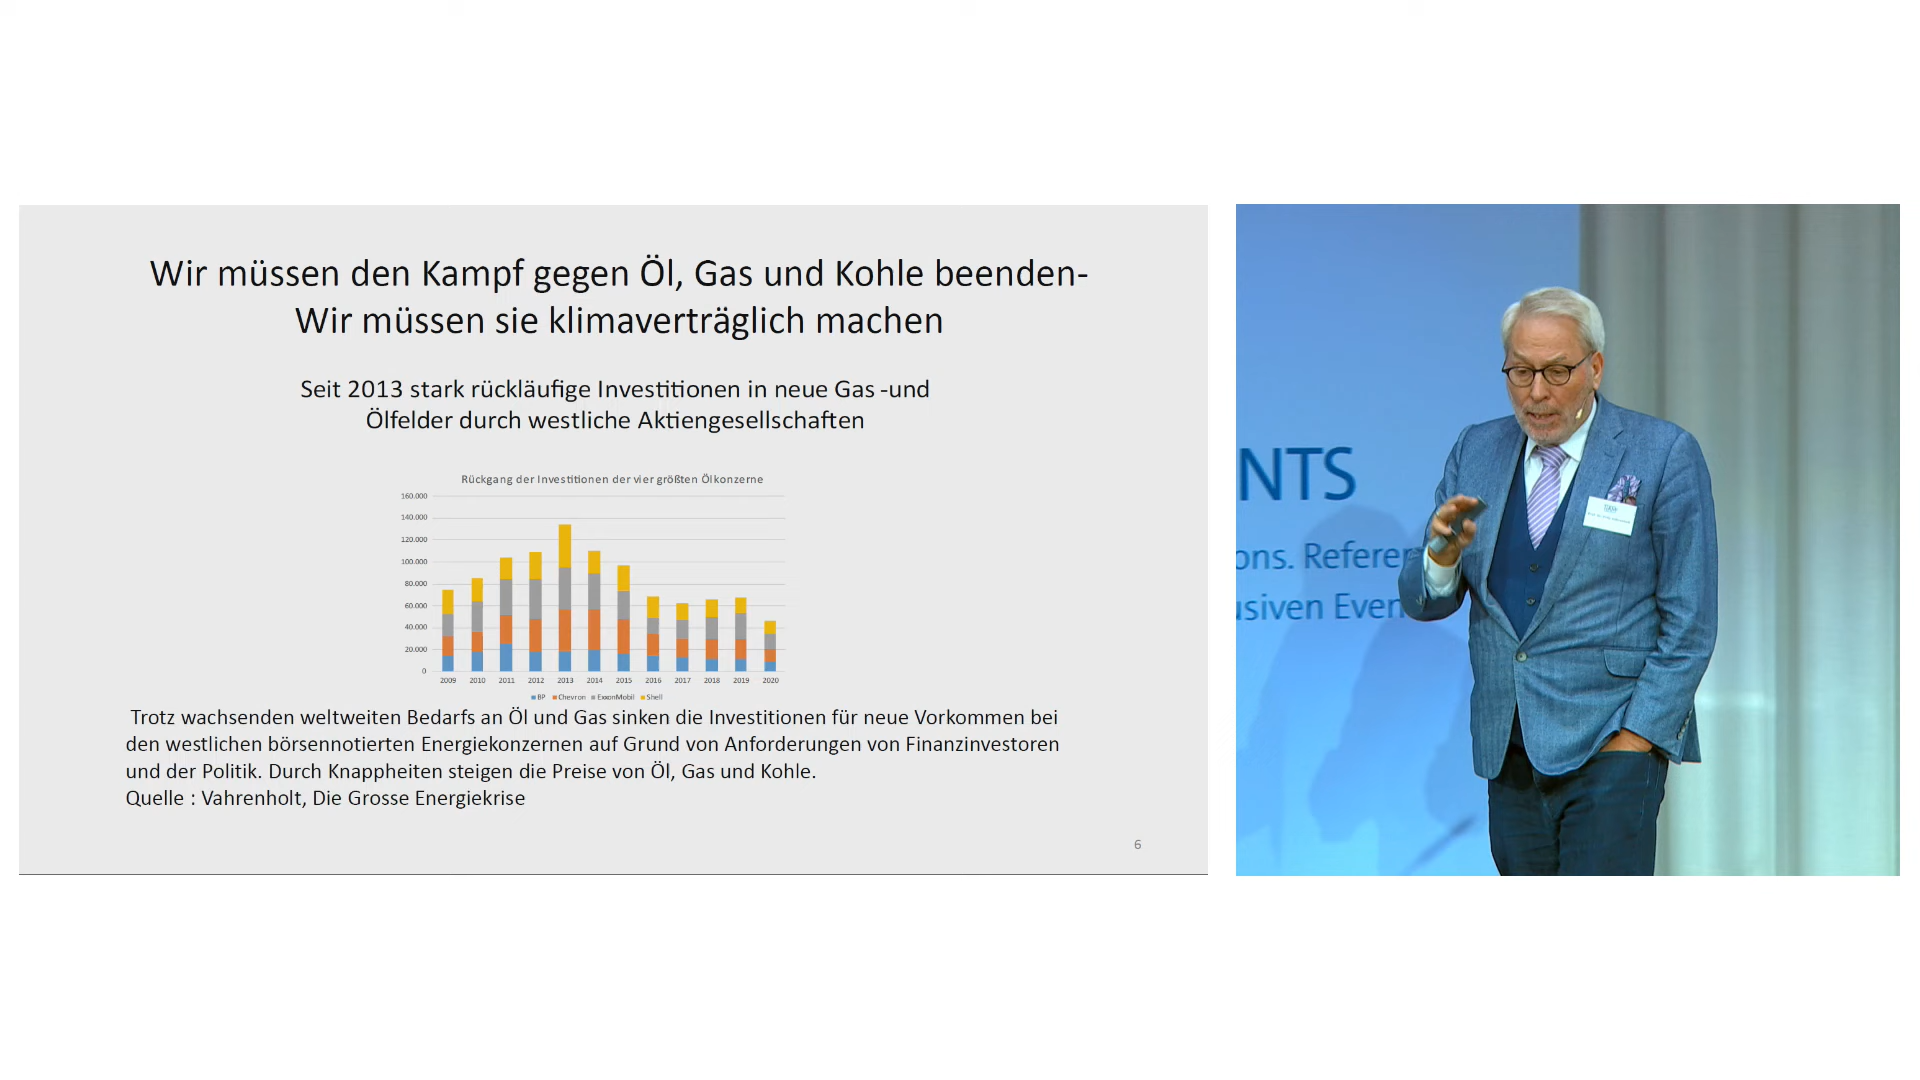 Wir müssen den Kampf gegen Öl, Gas und Kohle beenden-
Wir müssen sie klimaverträglich machen
Seit 2013 stark rückläufige Investitionen in neue Gas -und
Ölfelder durch westliche Aktiengesellschaften
Rückgang der Investitionen der vier größten Ölkonzerne
160.000
140.000
120.000
100.000
80.000
60.000
40.000
20.000
0
2009 2010 2011 2012 2013 2014 2015 2016 2017 2018 2019 2020
BP Chevron ExxonMobil Shell
Trotz wachsenden weltweiten Bedarfs an Öl und Gas sinken die Investitionen für neue Vorkommen bei
den westlichen börsennotierten Energiekonzernen auf Grund von Anforderungen von Finanzinvestoren
und der Politik. Durch Knappheiten steigen die Preise von Öl, Gas und Kohle.
Quelle : Vahrenholt, Die Grosse Energiekrise
6
NTS
ons. Referen
usiven Even